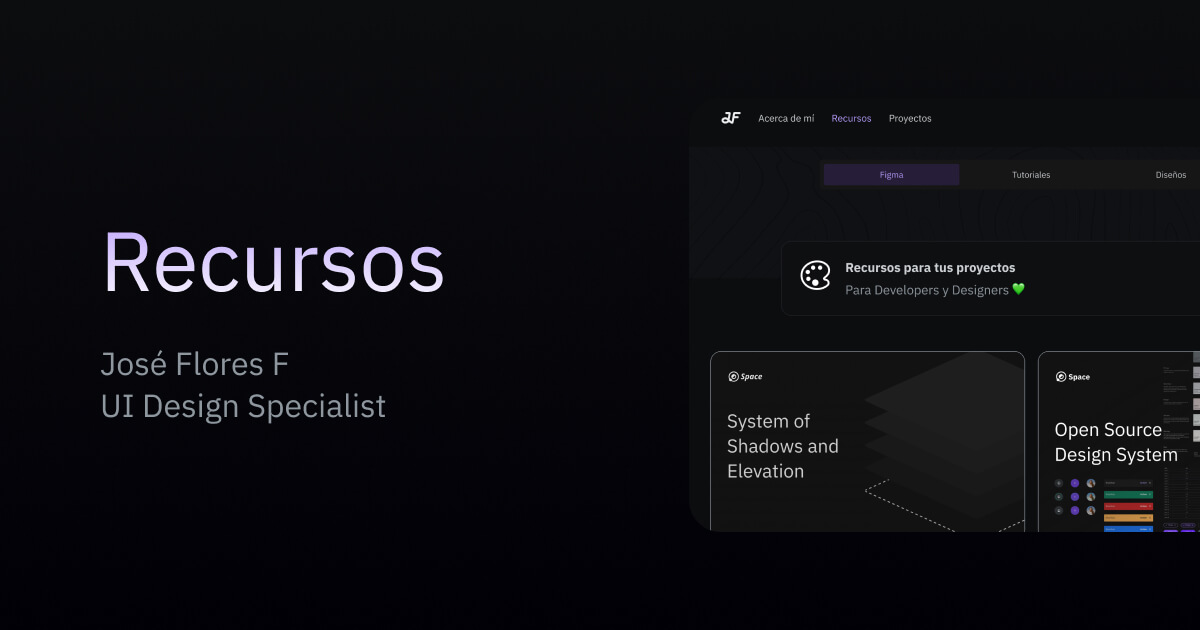 Recursos
José Flores F
UI Design Specialist
JF
Acerca de mí
Recursos
Proyectos
Figma
Tutoriales
Diseños
Recursos para tus proyectos
Para Developers y Designers 💚
Space
System of
Shadows and
Elevation
Space
Open Source
Design System